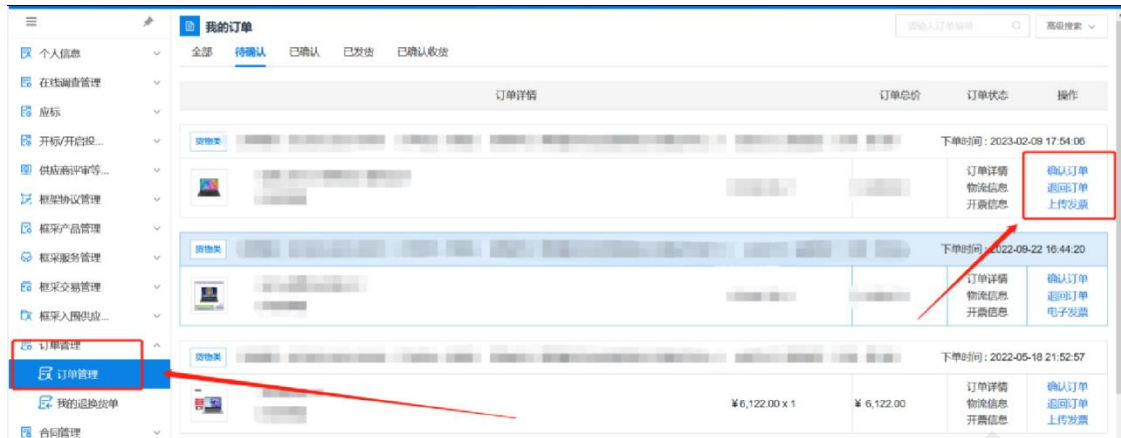 我的订单
请输入订单编号
高级搜索
全部 待确认 已确认 已发货 已确认收货
个人信息
在线调查管理
应标
开标/开启投...
供应商评审等...
框架协议管理
框采产品管理
框采服务管理
框采交易管理
框采入围供应...
订单管理
订单管理
我的退换货单
合同管理
订单详情 订单总价 订单状态 操作
货物类 下单时间：2023-02-09 17:54:06
订单详情 确认订单
物流信息 退回订单
开票信息 上传发票
货物类 下单时间：2022-09-22 16:44:20
订单详情 确认订单
物流信息 退回订单
开票信息 电子发票
货物类 下单时间：2022-05-18 21:52:57
¥6,122.00 x 1 ¥ 6,122.00
订单详情 确认订单
物流信息 退回订单
开票信息 上传发票